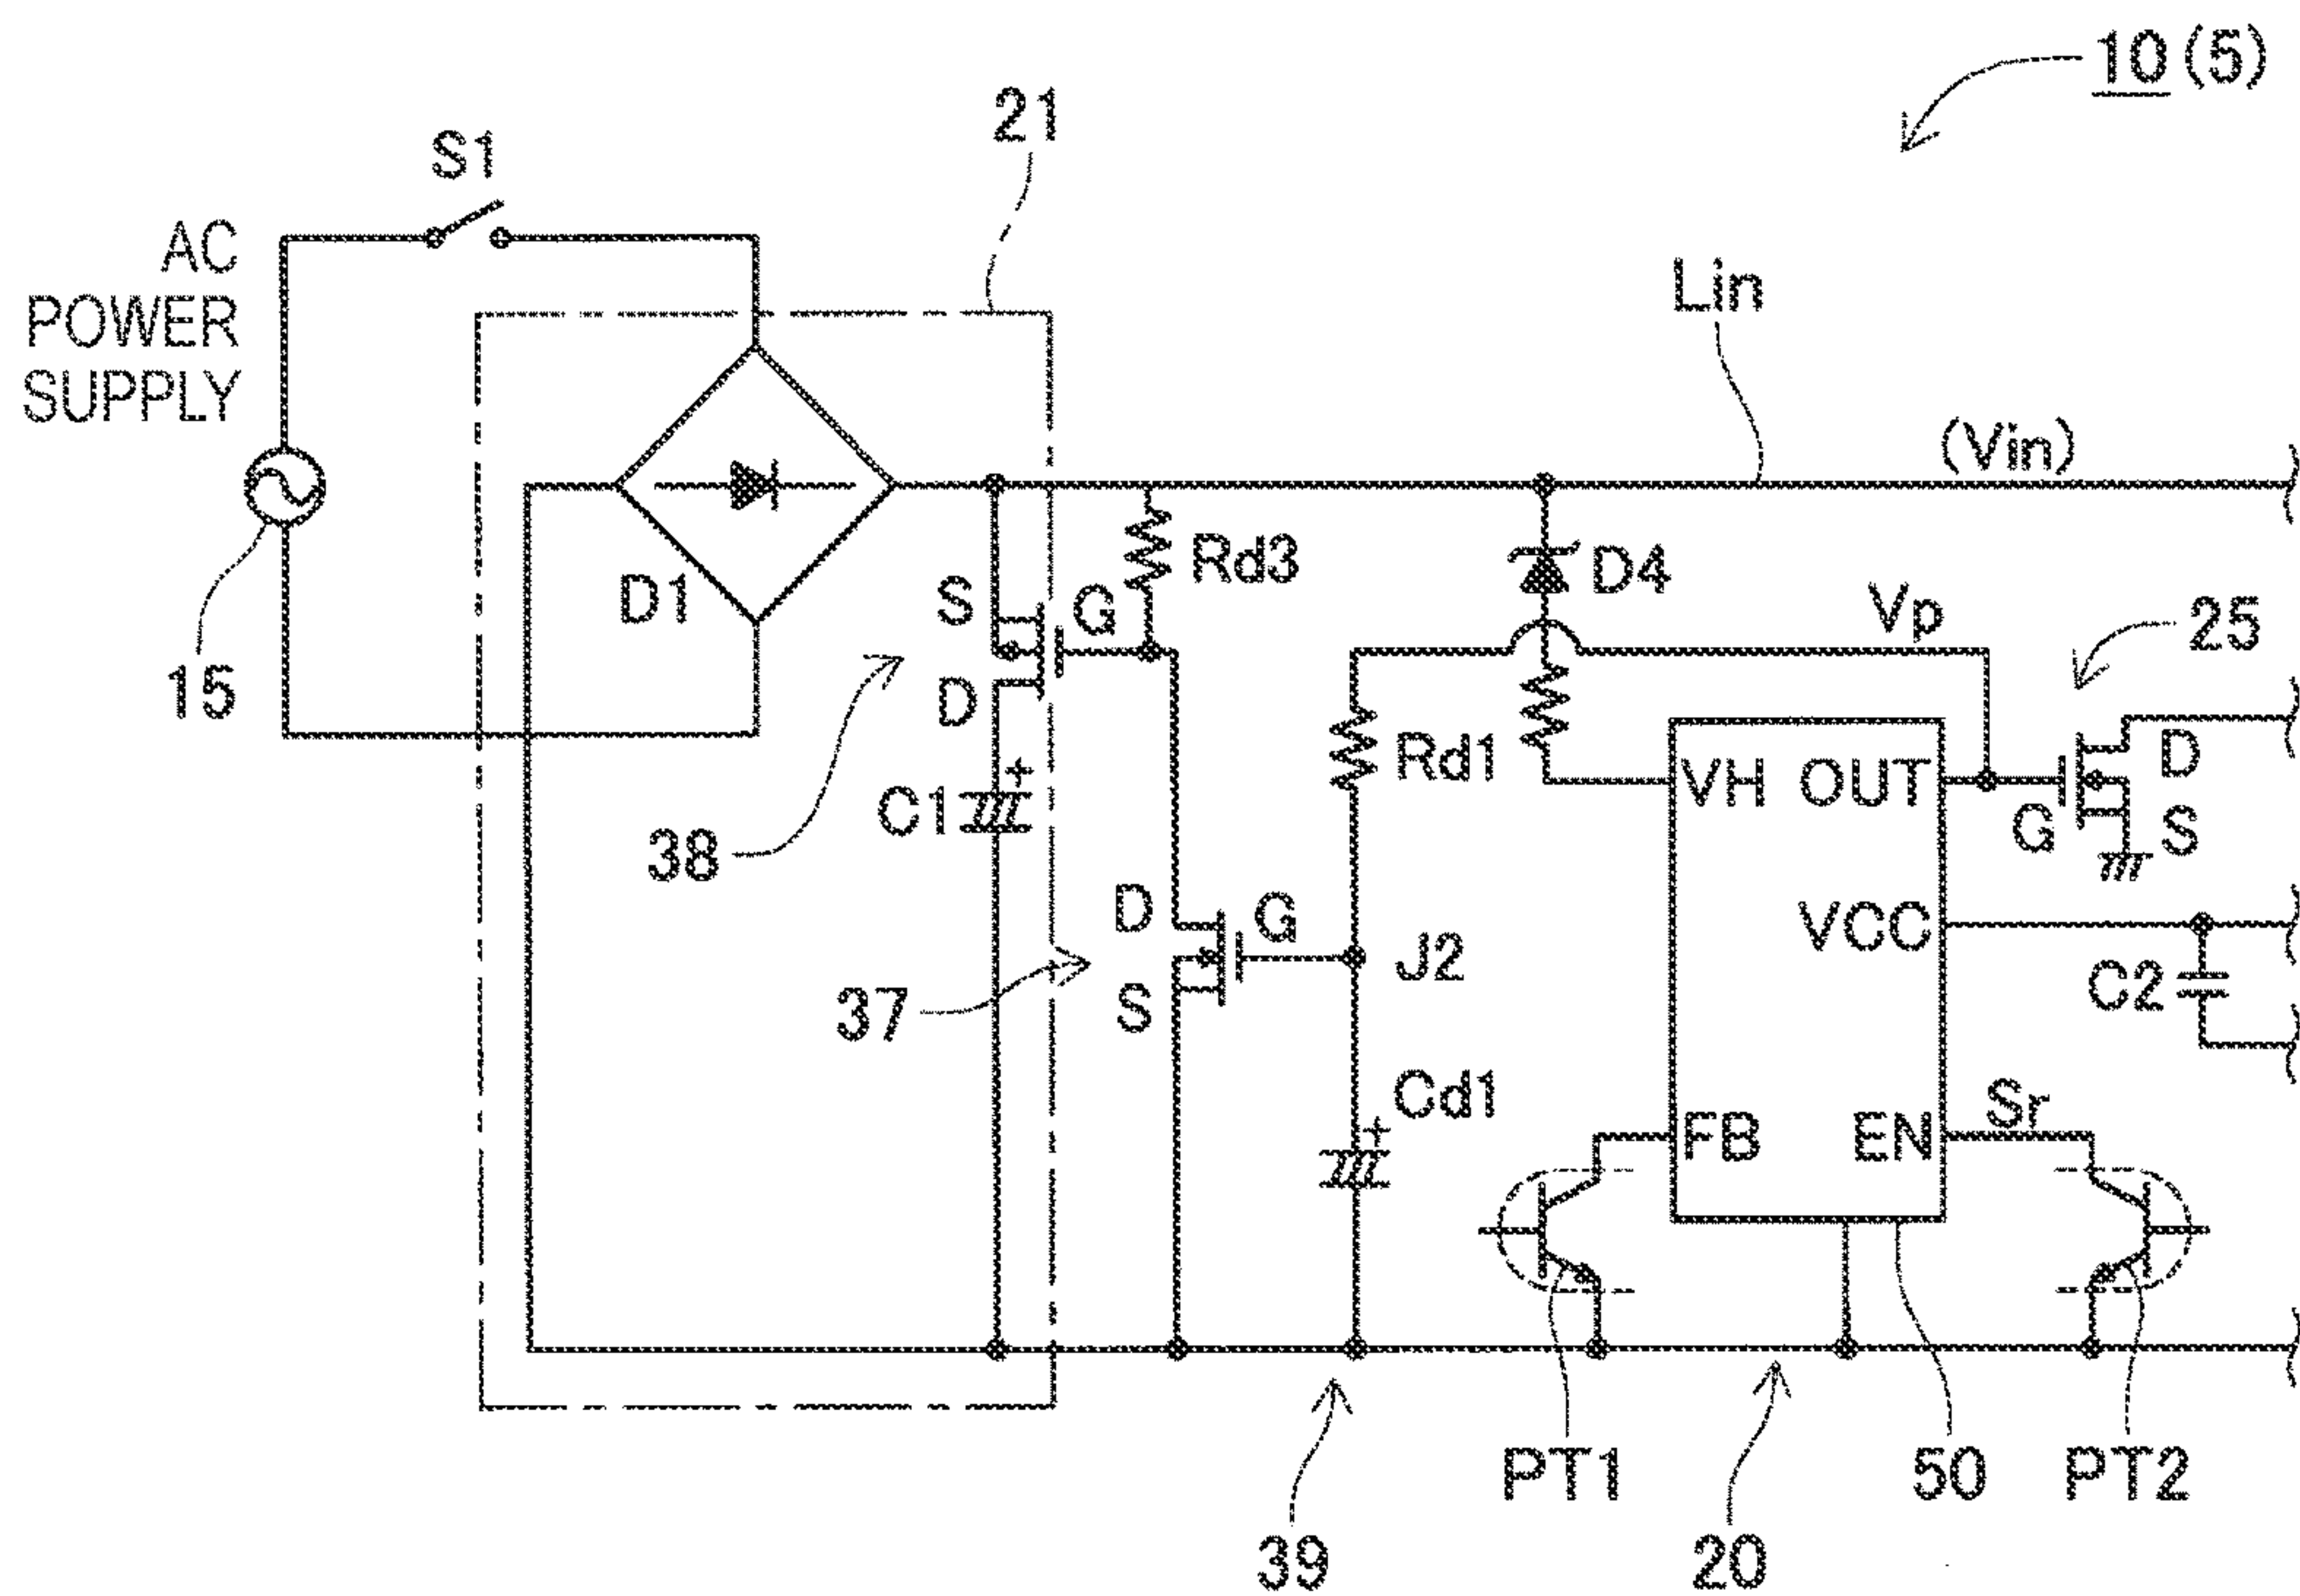 10 (5)
21
S1
AC
POWER
SUPPLY
Lin
(Vin)
Rd3
D4
S
G
D1
Vp
25
15
D
Rd1
VH
OUT
D
C1
+
G
S
38
D
G
VCC
J2
C2
37
S
Cd1
+
Sr
FB
EN
PT1
50
PT2
39
20